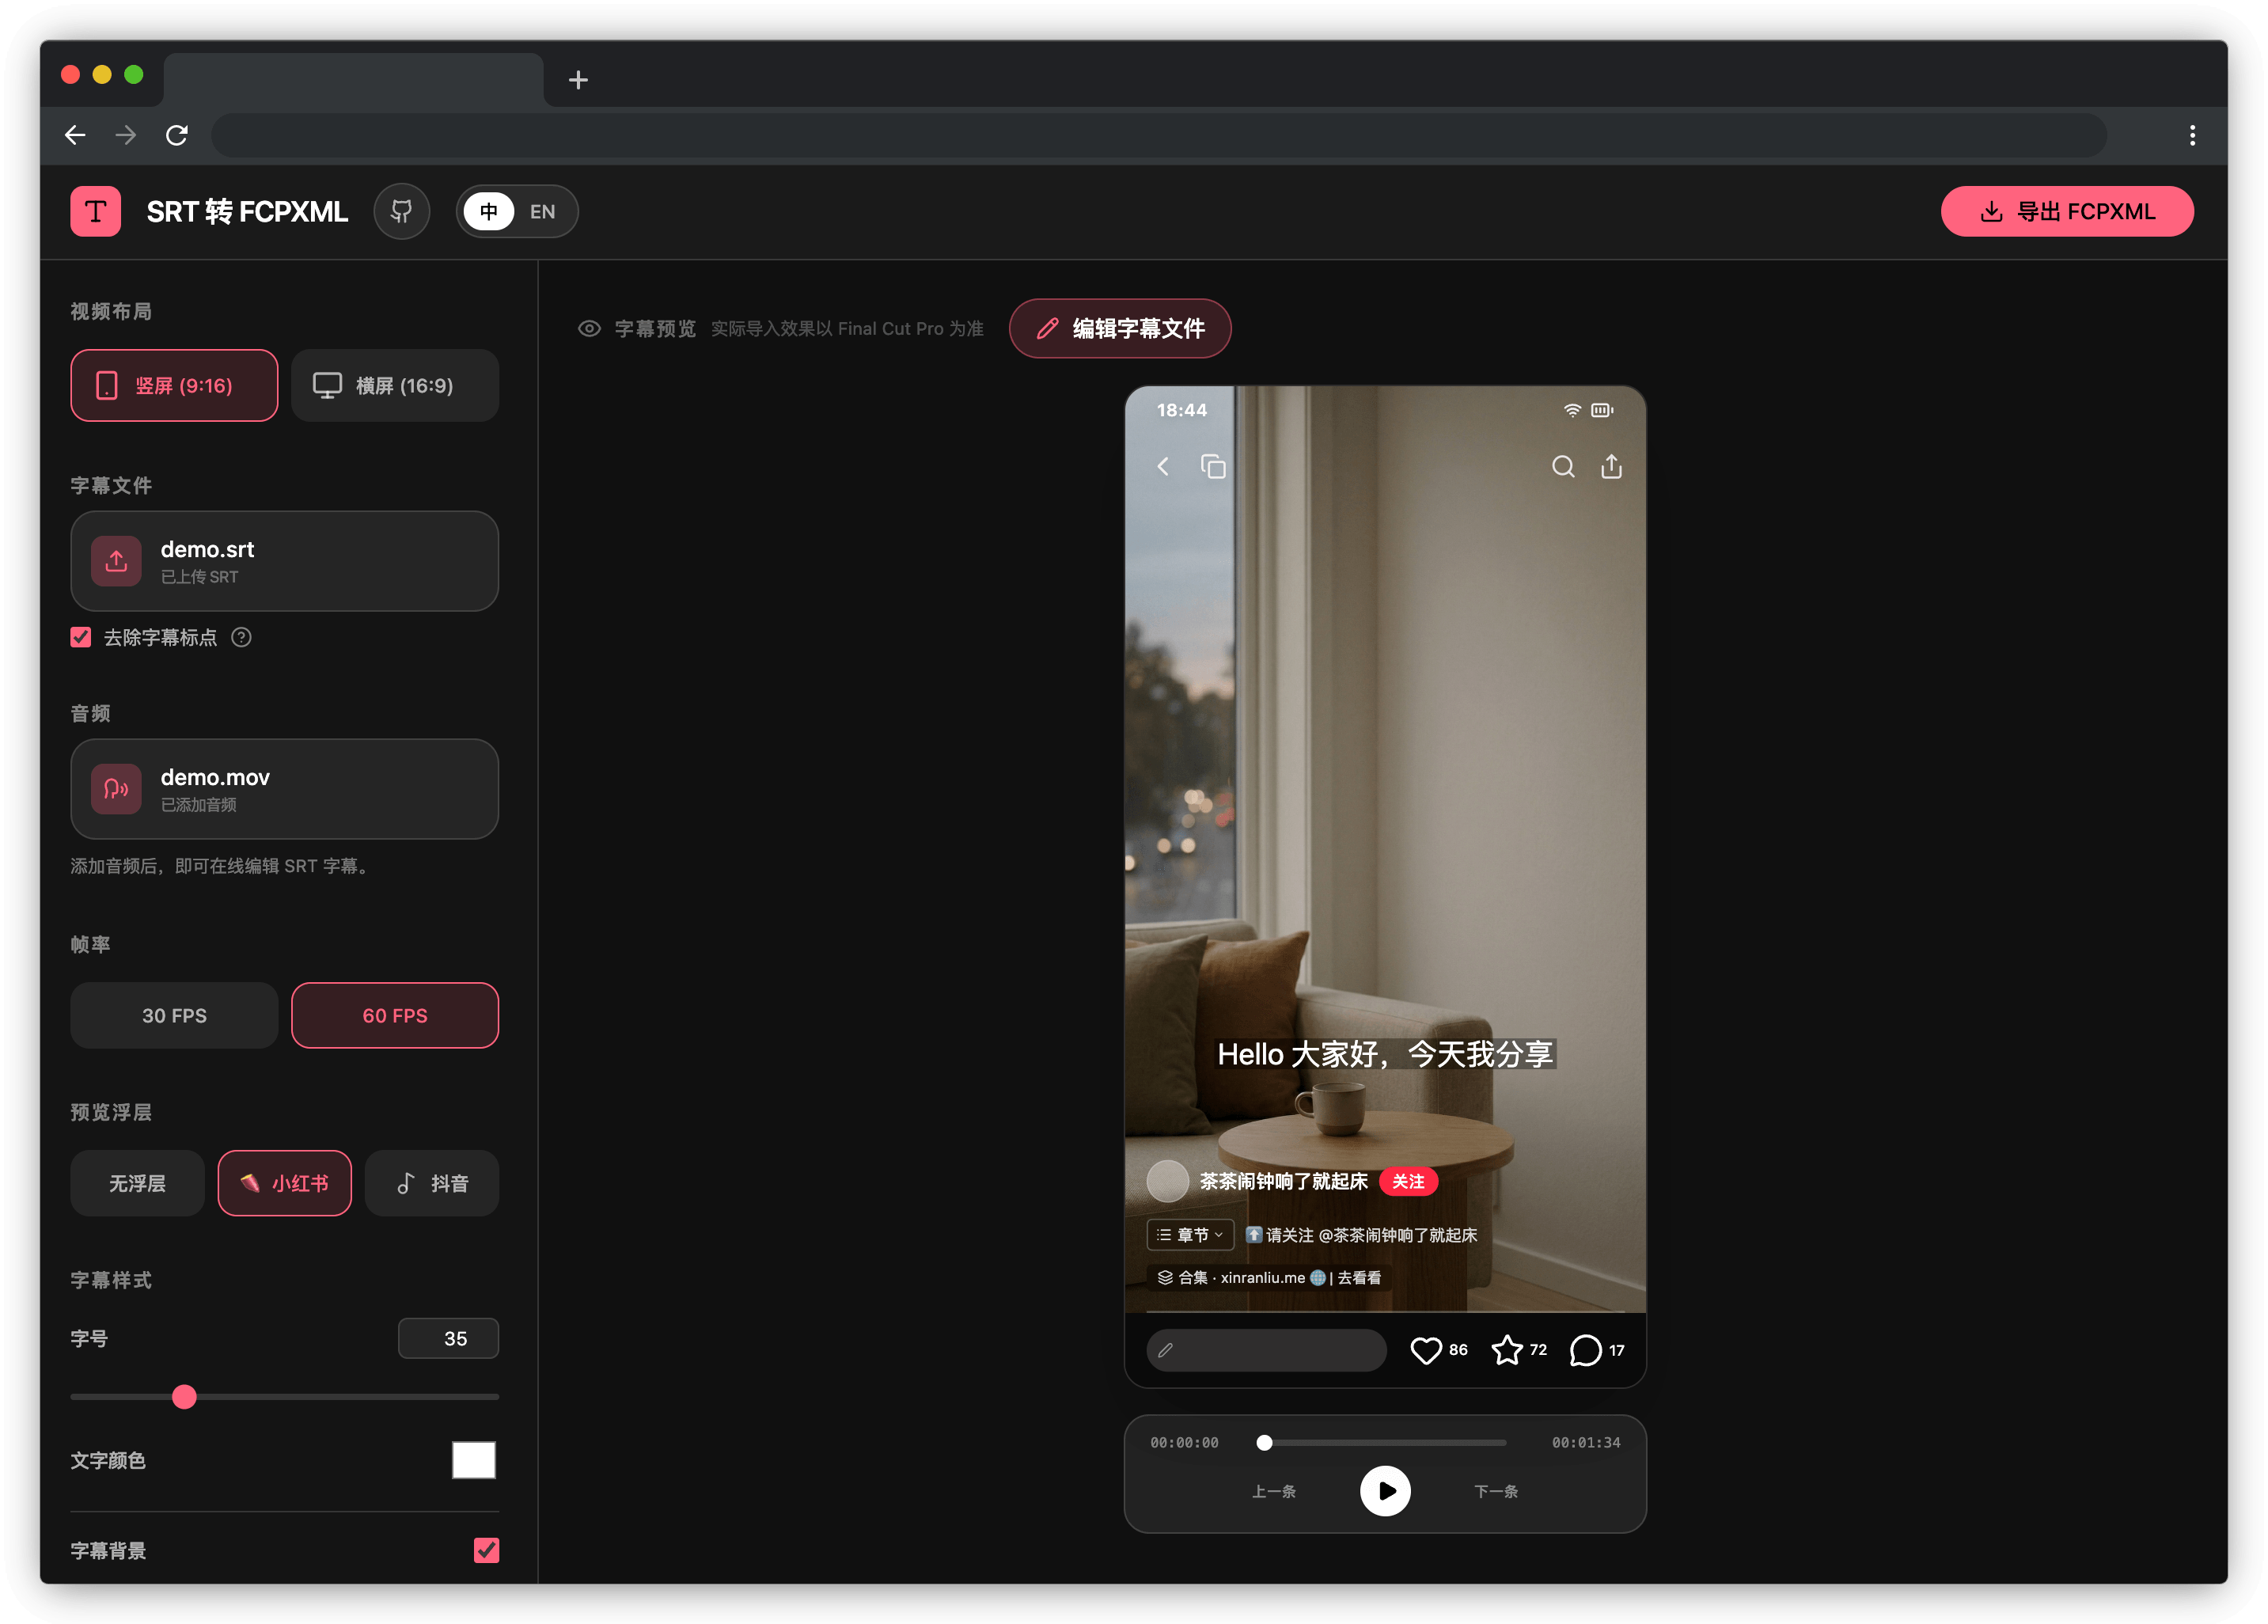 SRT 转 FCPXML
中 EN
导出 FCPXML
视频布局
竖屏 (9:16)
横屏 (16:9)
字幕文件
demo.srt
已上传 SRT
去除字幕标点
音频
demo.mov
已添加音频
添加音频后，即可在线编辑 SRT 字幕。
帧率
30 FPS
60 FPS
预览浮层
无浮层
小红书
抖音
字幕样式
字号
35
文字颜色
字幕背景
字幕预览 实际导入效果以 Final Cut Pro 为准
编辑字幕文件
18:44
Hello 大家好，今天我分享
茶茶闹钟响了就起床 关注
章节 请关注 @茶茶闹钟响了就起床
合集 · xinranliu.me | 去看看
86 72 17
00:00:00 00:01:34
上一条 下一条